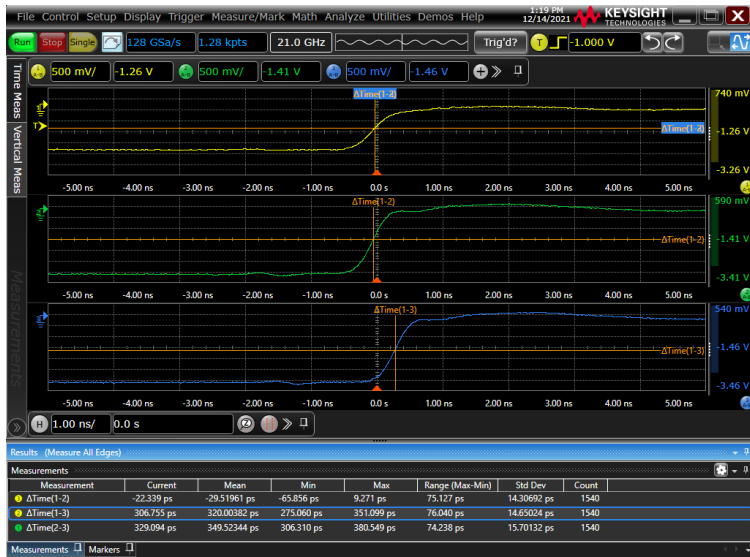 File Control Setup Display Trigger Measure/Mark Math Analyze Utilities Demos Help
1:19 PM
12/14/2021
KEYSIGHT
TECHNOLOGIES
Run Stop Single 128 GSa/s 1.28 kpts 21.0 GHz Trig'd? T -1.000 V
500 mV/ -1.26 V 500 mV/ -1.41 V 500 mV/ -1.46 V
Time Meas
Vertical Meas
Measurements
ΔTime(1-2)
740 mV
T
ΔTime(1-2)
-1.26 V
-3.26 V
-5.00 ns -4.00 ns -3.00 ns -2.00 ns -1.00 ns 0.0 s 1.00 ns 2.00 ns 3.00 ns 4.00 ns 5.00 ns
ΔTime(1-2)
590 mV
ΔTime(1-2)
-1.41 V
-3.41 V
-5.00 ns -4.00 ns -3.00 ns -2.00 ns -1.00 ns 0.0 s 1.00 ns 2.00 ns 3.00 ns 4.00 ns 5.00 ns
ΔTime(1-3)
540 mV
ΔTime(1-3)
-1.46 V
-3.46 V
-5.00 ns -4.00 ns -3.00 ns -2.00 ns -1.00 ns 0.0 s 1.00 ns 2.00 ns 3.00 ns 4.00 ns 5.00 ns
H 1.00 ns/ 0.0 s
Results (Measure All Edges)
Measurements
Measurement Current Mean Min Max Range (Max-Min) Std Dev Count
3 ΔTime(1-2) -22.339 ps -29.51961 ps -65.856 ps 9.271 ps 75.127 ps 14.30692 ps 1540
2 ΔTime(1-3) 306.755 ps 320.00382 ps 275.060 ps 351.099 ps 76.040 ps 14.65024 ps 1540
1 ΔTime(2-3) 329.094 ps 349.52344 ps 306.310 ps 380.549 ps 74.238 ps 15.70132 ps 1540
Measurements Markers